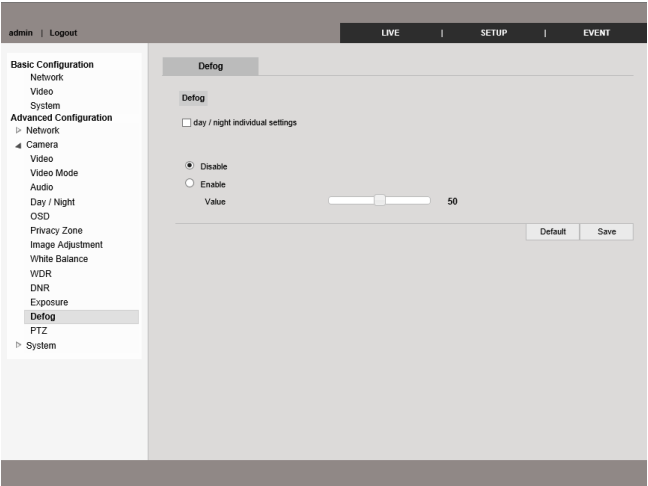 admin | Logout
LIVE | SETUP | EVENT
Basic Configuration
Network
Video
System
Advanced Configuration
Network
Camera
Video
Video Mode
Audio
Day / Night
OSD
Privacy Zone
Image Adjustment
White Balance
WDR
DNR
Exposure
Defog
PTZ
System
Defog
Defog
day / night individual settings
Disable
Enable
Value 50
Default Save